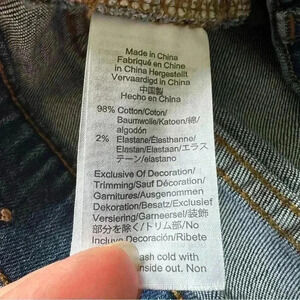 Made in China
Fabriqué en Chine
in China Hergestellt
Vervaardigd in China
中国製
Hecho en China
98% Cotton/Coton/
Baumwolle/Katoen/綿/
algodón
2% Elastane/Élesthanne/
Elastan/Elastaan/エラス
テーン/elastano
Exclusive Of Decoration/
Trimming/Sauf Décoration/
Garnitures/Ausgenommen
Dekoration/Besatz/Exclusief
Versiering/Garneersel/装飾
部分を除く/トリム部/No
Incluye Decoración/Ribete
ash cold with
inside out. Non